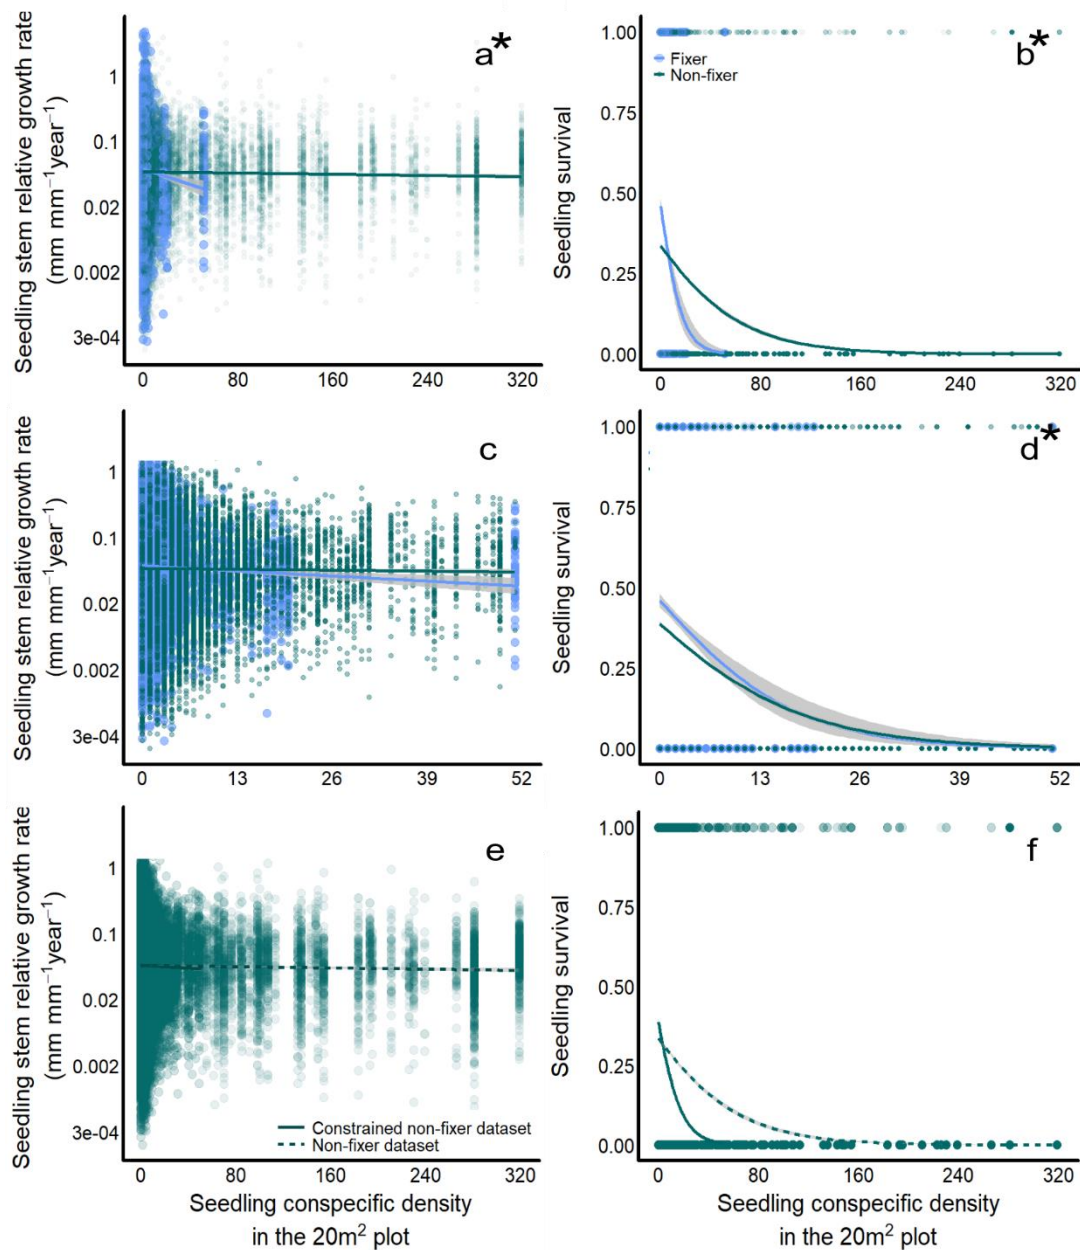 Seedling stem relative growth rate
(mm mm⁻¹year⁻¹)
1
0.1
0.02
0.002
3e-04
0
80
160
240
320
a*
Seedling survival
1.00
0.75
0.50
0.25
0.00
0
80
160
240
320
Fixer
Non-fixer
b*
Seedling stem relative growth rate
(mm mm⁻¹year⁻¹)
1
0.1
0.02
0.002
3e-04
0
13
26
39
52
c
Seedling survival
1.00
0.75
0.50
0.25
0.00
0
13
26
39
52
d*
Seedling stem relative growth rate
(mm mm⁻¹year⁻¹)
1
0.1
0.02
0.002
3e-04
0
80
160
240
320
e
Constrained non-fixer dataset
Non-fixer dataset
Seedling conspecific density
in the 20m² plot
Seedling survival
1.00
0.75
0.50
0.25
0.00
0
80
160
240
320
f
Seedling conspecific density
in the 20m² plot